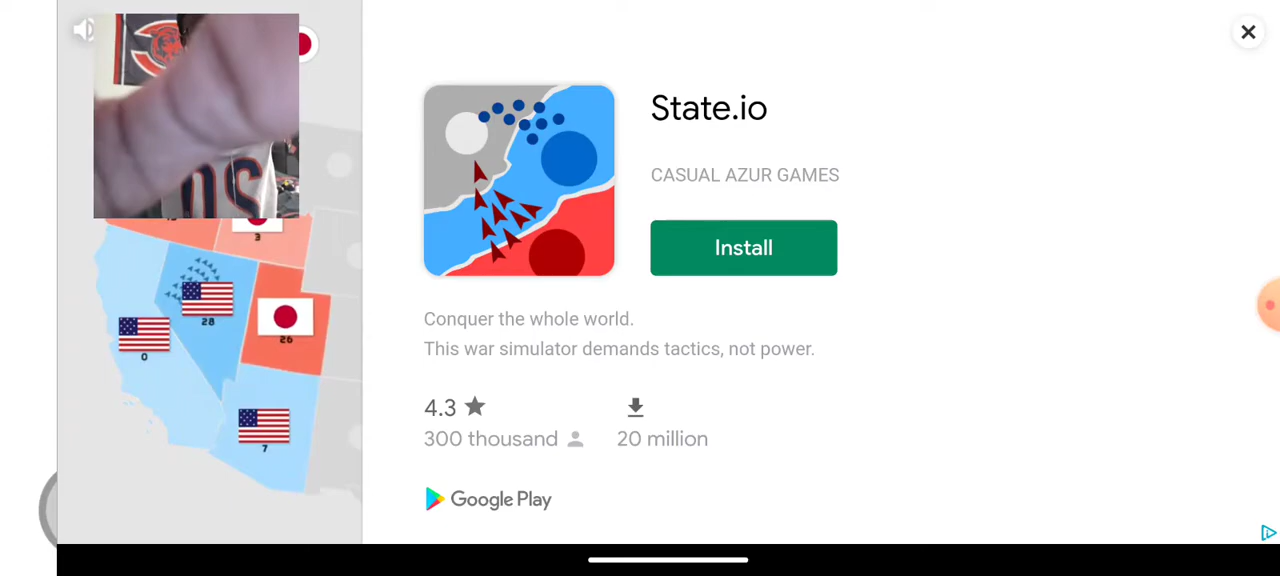 State.io
CASUAL AZUR GAMES
Install
Conquer the whole world.
This war simulator demands tactics, not power.
4.3
300 thousand
20 million
Google Play
3
28
26
0
7